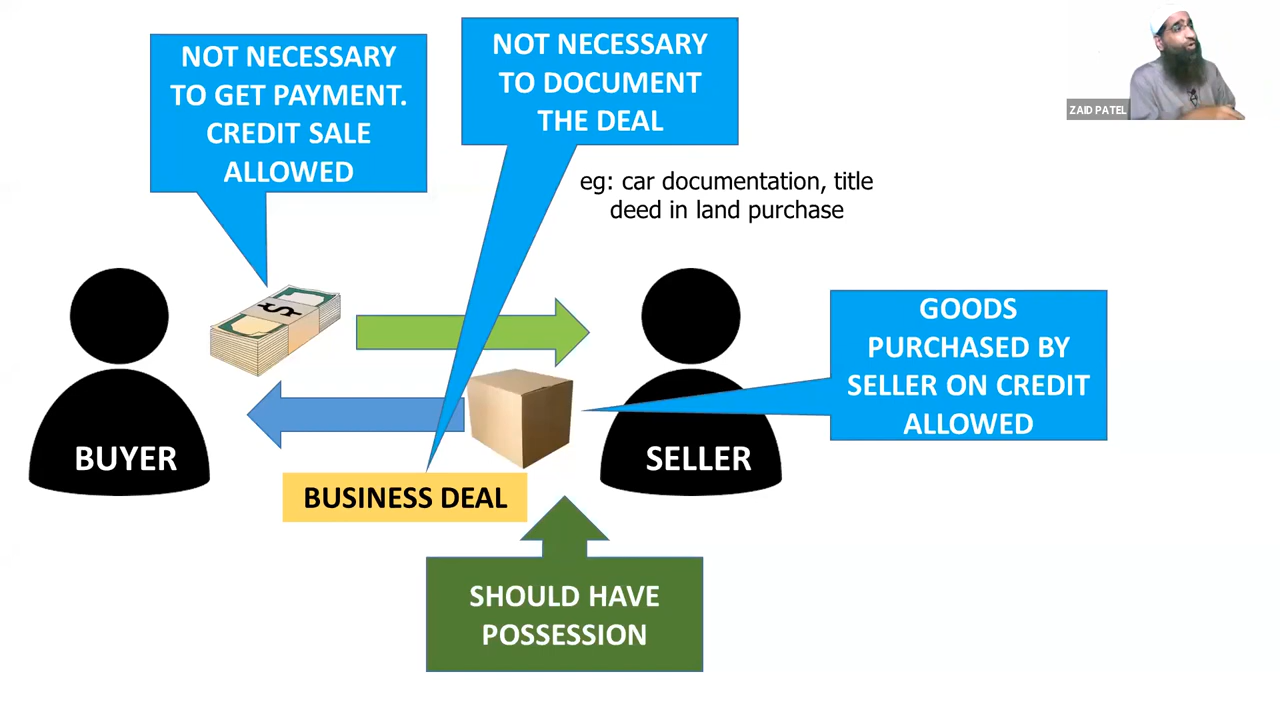 NOT NECESSARY
TO GET PAYMENT.
CREDIT SALE
ALLOWED
NOT NECESSARY
TO DOCUMENT
THE DEAL
ZAID PATEL
eg: car documentation, title
deed in land purchase
$
BUYER
SELLER
GOODS
PURCHASED BY
SELLER ON CREDIT
ALLOWED
BUSINESS DEAL
SHOULD HAVE
POSSESSION